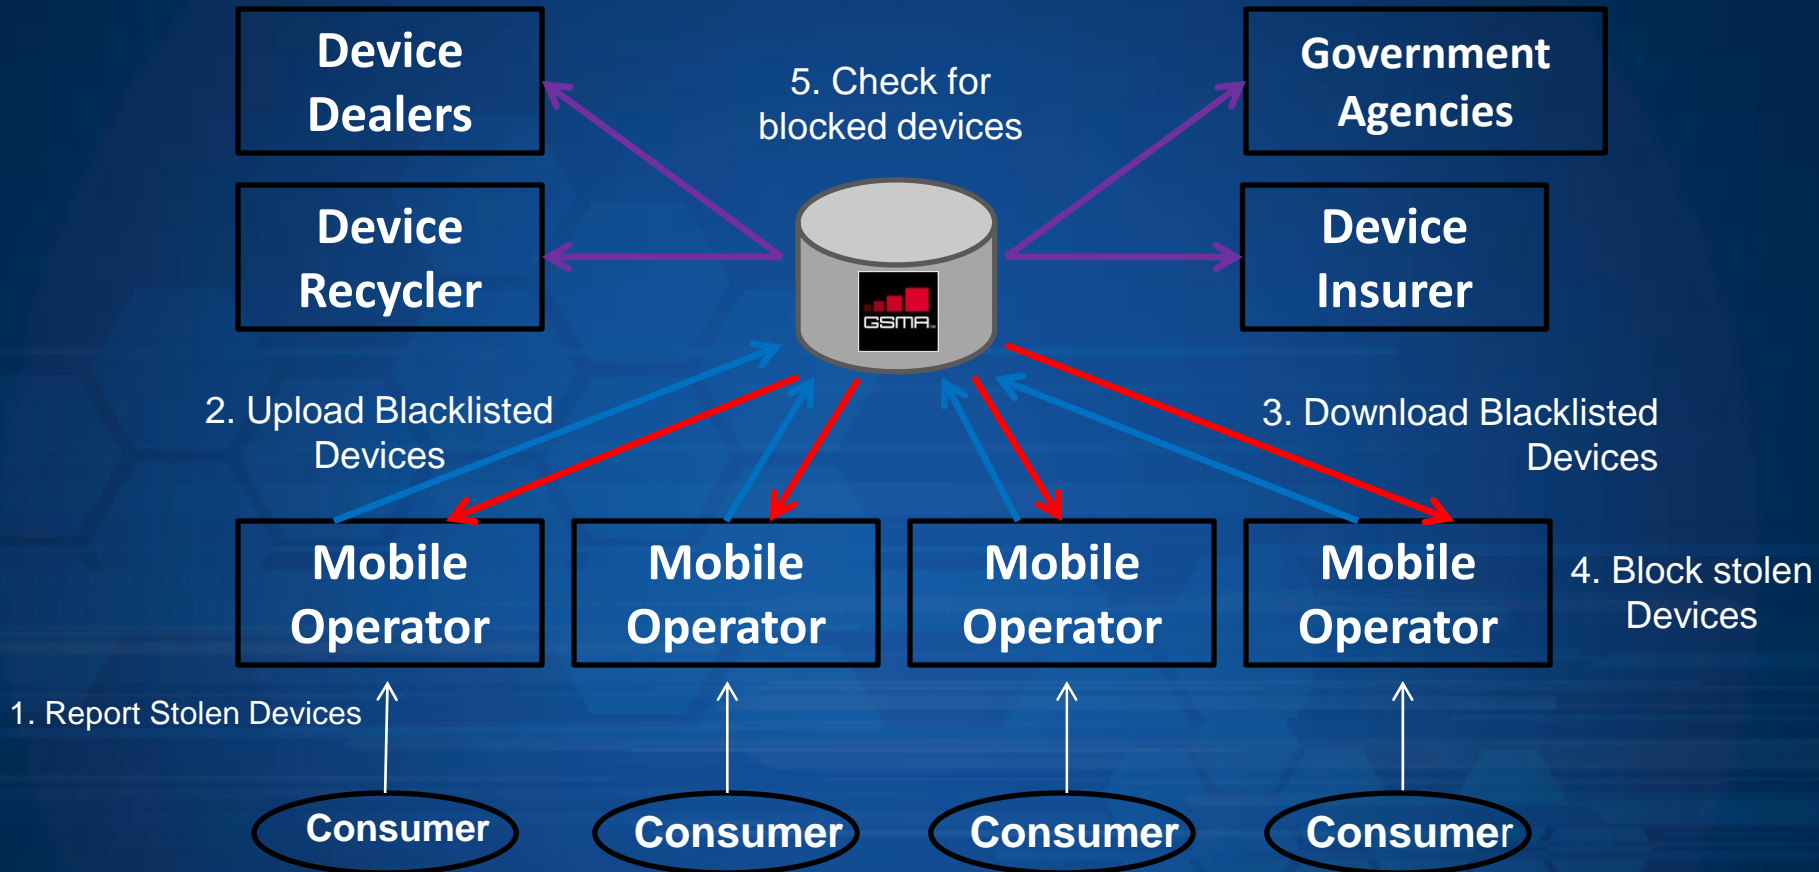 Device
Dealers
5. Check for
blocked devices
Government
Agencies
Device
Recycler
GSMA™
Device
Insurer
2. Upload Blacklisted
Devices
3. Download Blacklisted
Devices
Mobile
Operator
Mobile
Operator
Mobile
Operator
Mobile
Operator
4. Block stolen
Devices
1. Report Stolen Devices
Consumer
Consumer
Consumer
Consumer